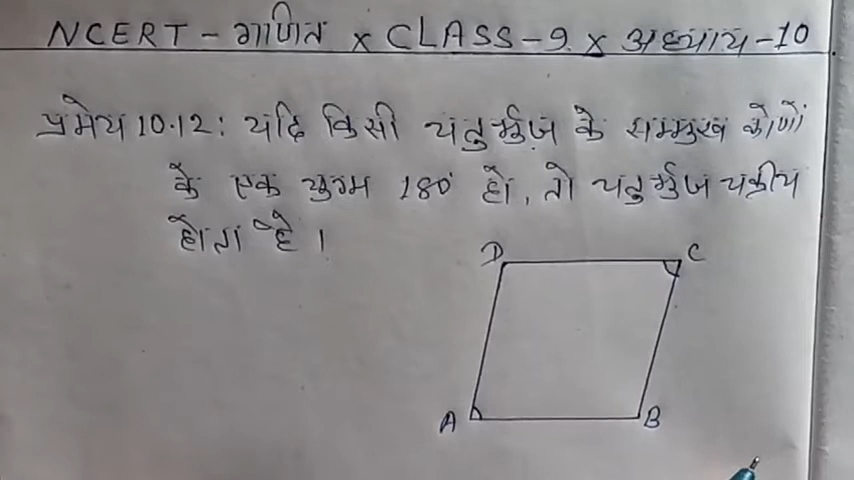 NCERT - गणित x CLASS-9 x अध्याय-10
प्रमेय 10.12: यदि किसी चतुर्भुज के सम्मुख कोणों
के एक युग्म 180° हो, तो चतुर्भुज चक्रीय
होता है।
D C
A B